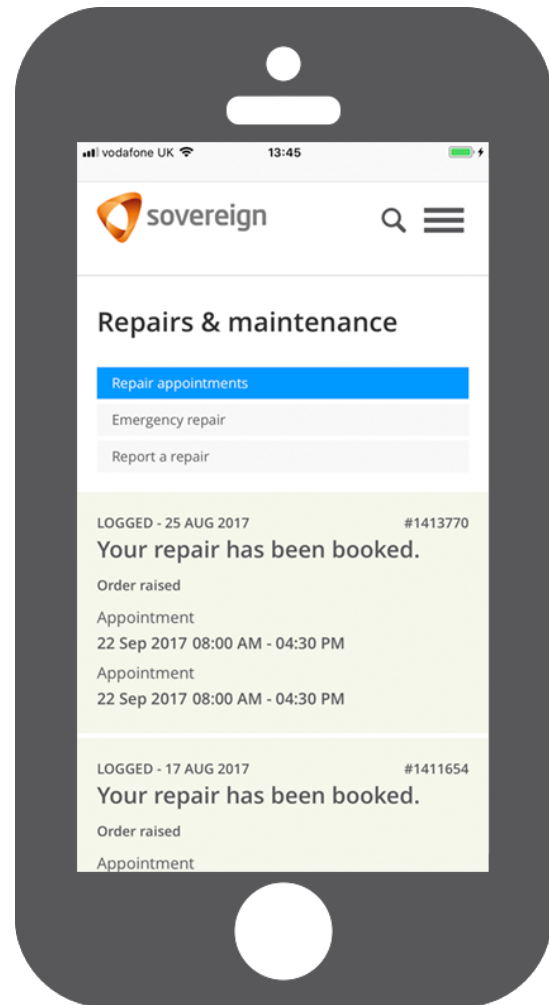 vodafone UK 13:45
sovereign
Repairs & maintenance
Repair appointments
Emergency repair
Report a repair
LOGGED - 25 AUG 2017 #1413770
Your repair has been booked.
Order raised
Appointment
22 Sep 2017 08:00 AM - 04:30 PM
Appointment
22 Sep 2017 08:00 AM - 04:30 PM
LOGGED - 17 AUG 2017 #1411654
Your repair has been booked.
Order raised
Appointment